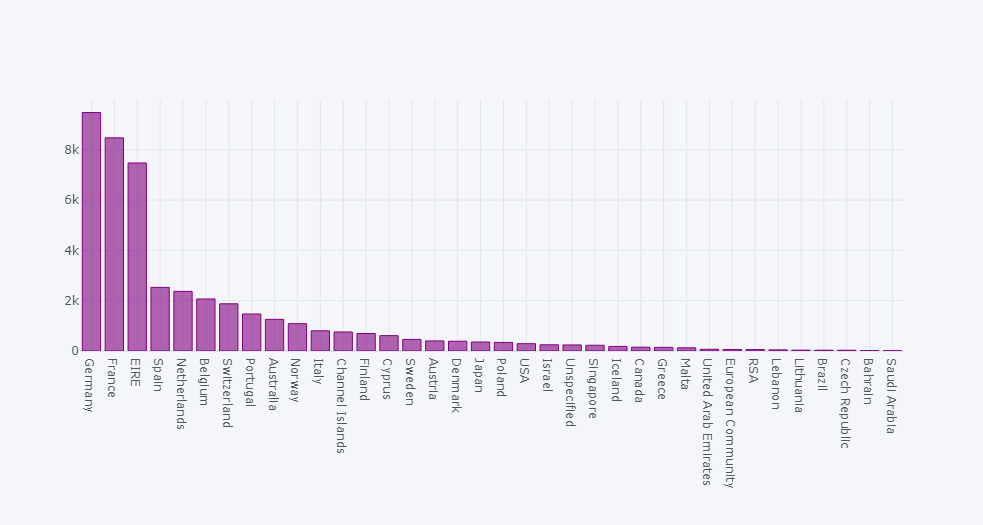 8k
6k
4k
2k
0
Germany
France
EIRE
Spain
Netherlands
Belgium
Switzerland
Portugal
Australia
Norway
Italy
Channel Islands
Finland
Cyprus
Sweden
Austria
Denmark
Japan
Poland
USA
Israel
Unspecified
Singapore
Iceland
Canada
Greece
Malta
United Arab Emirates
European Community
RSA
Lebanon
Lithuania
Brazil
Czech Republic
Bahrain
Saudi Arabia